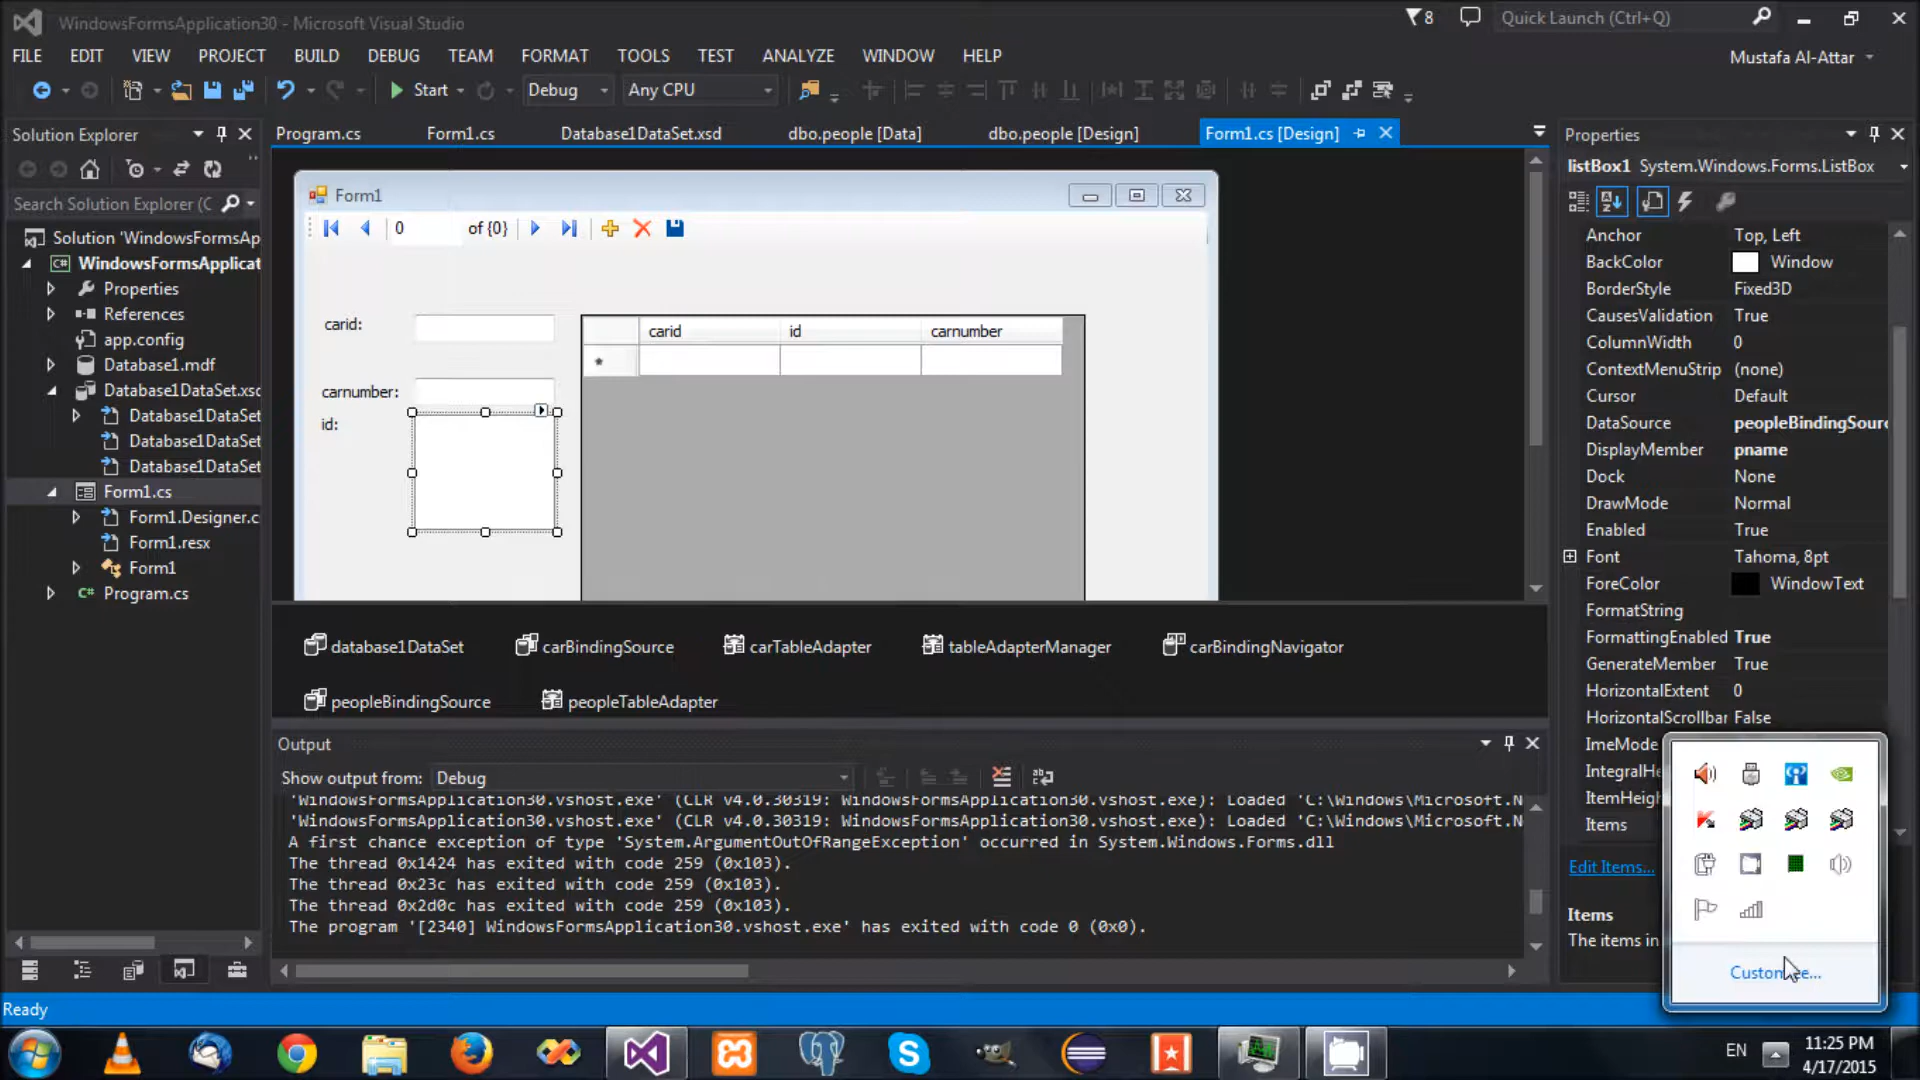 WindowsFormsApplication30 - Microsoft Visual Studio
8
Quick Launch (Ctrl+Q)
FILE EDIT VIEW PROJECT BUILD DEBUG TEAM FORMAT TOOLS TEST ANALYZE WINDOW HELP
Mustafa Al-Attar
Start
Debug
Any CPU
Solution Explorer
Search Solution Explorer (C
Solution 'WindowsFormsAp
WindowsFormsApplicat
Properties
References
app.config
Database1.mdf
Database1DataSet.xsd
Database1DataSet
Database1DataSet
Database1DataSet
Form1.cs
Form1.Designer.c
Form1.resx
Form1
Program.cs
Program.cs
Form1.cs
Database1DataSet.xsd
dbo.people [Data]
dbo.people [Design]
Form1.cs [Design]
Form1
0
of {0}
carid:
carnumber:
id:
carid
id
carnumber
database1DataSet
carBindingSource
carTableAdapter
tableAdapterManager
carBindingNavigator
peopleBindingSource
peopleTableAdapter
Output
Show output from: Debug
'WindowsFormsApplication30.vshost.exe' (CLR v4.0.30319: WindowsFormsApplication30.vshost.exe): Loaded 'C:\Windows\Microsoft.N
'WindowsFormsApplication30.vshost.exe' (CLR v4.0.30319: WindowsFormsApplication30.vshost.exe): Loaded 'C:\Windows\Microsoft.N
A first chance exception of type 'System.ArgumentOutOfRangeException' occurred in System.Windows.Forms.dll
The thread 0x1424 has exited with code 259 (0x103).
The thread 0x23c has exited with code 259 (0x103).
The thread 0x2d0c has exited with code 259 (0x103).
The program '[2340] WindowsFormsApplication30.vshost.exe' has exited with code 0 (0x0).
Properties
listBox1 System.Windows.Forms.ListBox
Anchor Top, Left
BackColor Window
BorderStyle Fixed3D
CausesValidation True
ColumnWidth 0
ContextMenuStrip (none)
Cursor Default
DataSource peopleBindingSour
DisplayMember pname
Dock None
DrawMode Normal
Enabled True
Font Tahoma, 8pt
ForeColor WindowText
FormatString
FormattingEnabled True
GenerateMember True
HorizontalExtent 0
HorizontalScrollbar False
ImeMode
IntegralHe
ItemHeigh
Items
Edit Items...
Items
The items in
Ready
EN
11:25 PM
4/17/2015